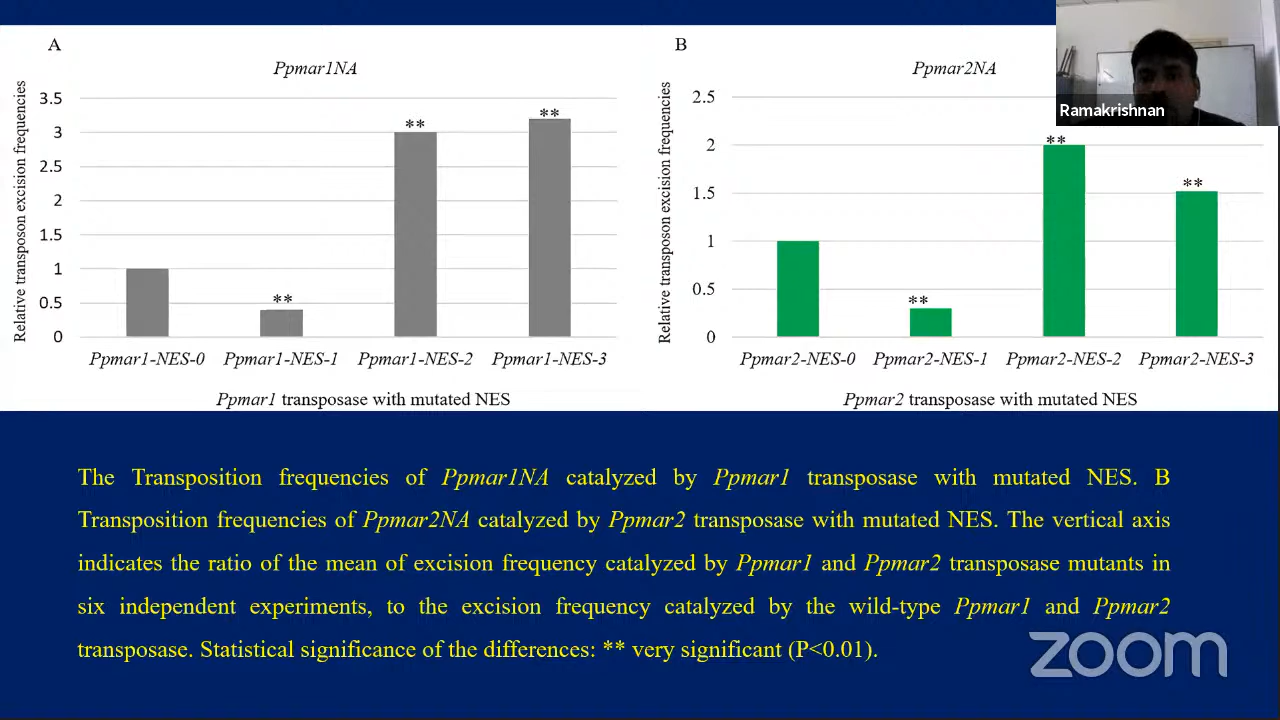 A
Ppmar1NA
Relative transposon excision frequencies
3.5
3
2.5
2
1.5
1
0.5
0
**
**
**
Ppmar1-NES-0 Ppmar1-NES-1 Ppmar1-NES-2 Ppmar1-NES-3
Ppmar1 transposase with mutated NES
B
Ppmar2NA
Relative transposon excision frequencies
2.5
2
1.5
1
0.5
0
**
**
**
Ppmar2-NES-0 Ppmar2-NES-1 Ppmar2-NES-2 Ppmar2-NES-3
Ppmar2 transposase with mutated NES
Ramakrishnan
The Transposition frequencies of Ppmar1NA catalyzed by Ppmar1 transposase with mutated NES. B
Transposition frequencies of Ppmar2NA catalyzed by Ppmar2 transposase with mutated NES. The vertical axis
indicates the ratio of the mean of excision frequency catalyzed by Ppmar1 and Ppmar2 transposase mutants in
six independent experiments, to the excision frequency catalyzed by the wild-type Ppmar1 and Ppmar2
transposase. Statistical significance of the differences: ** very significant (P<0.01).
zoom